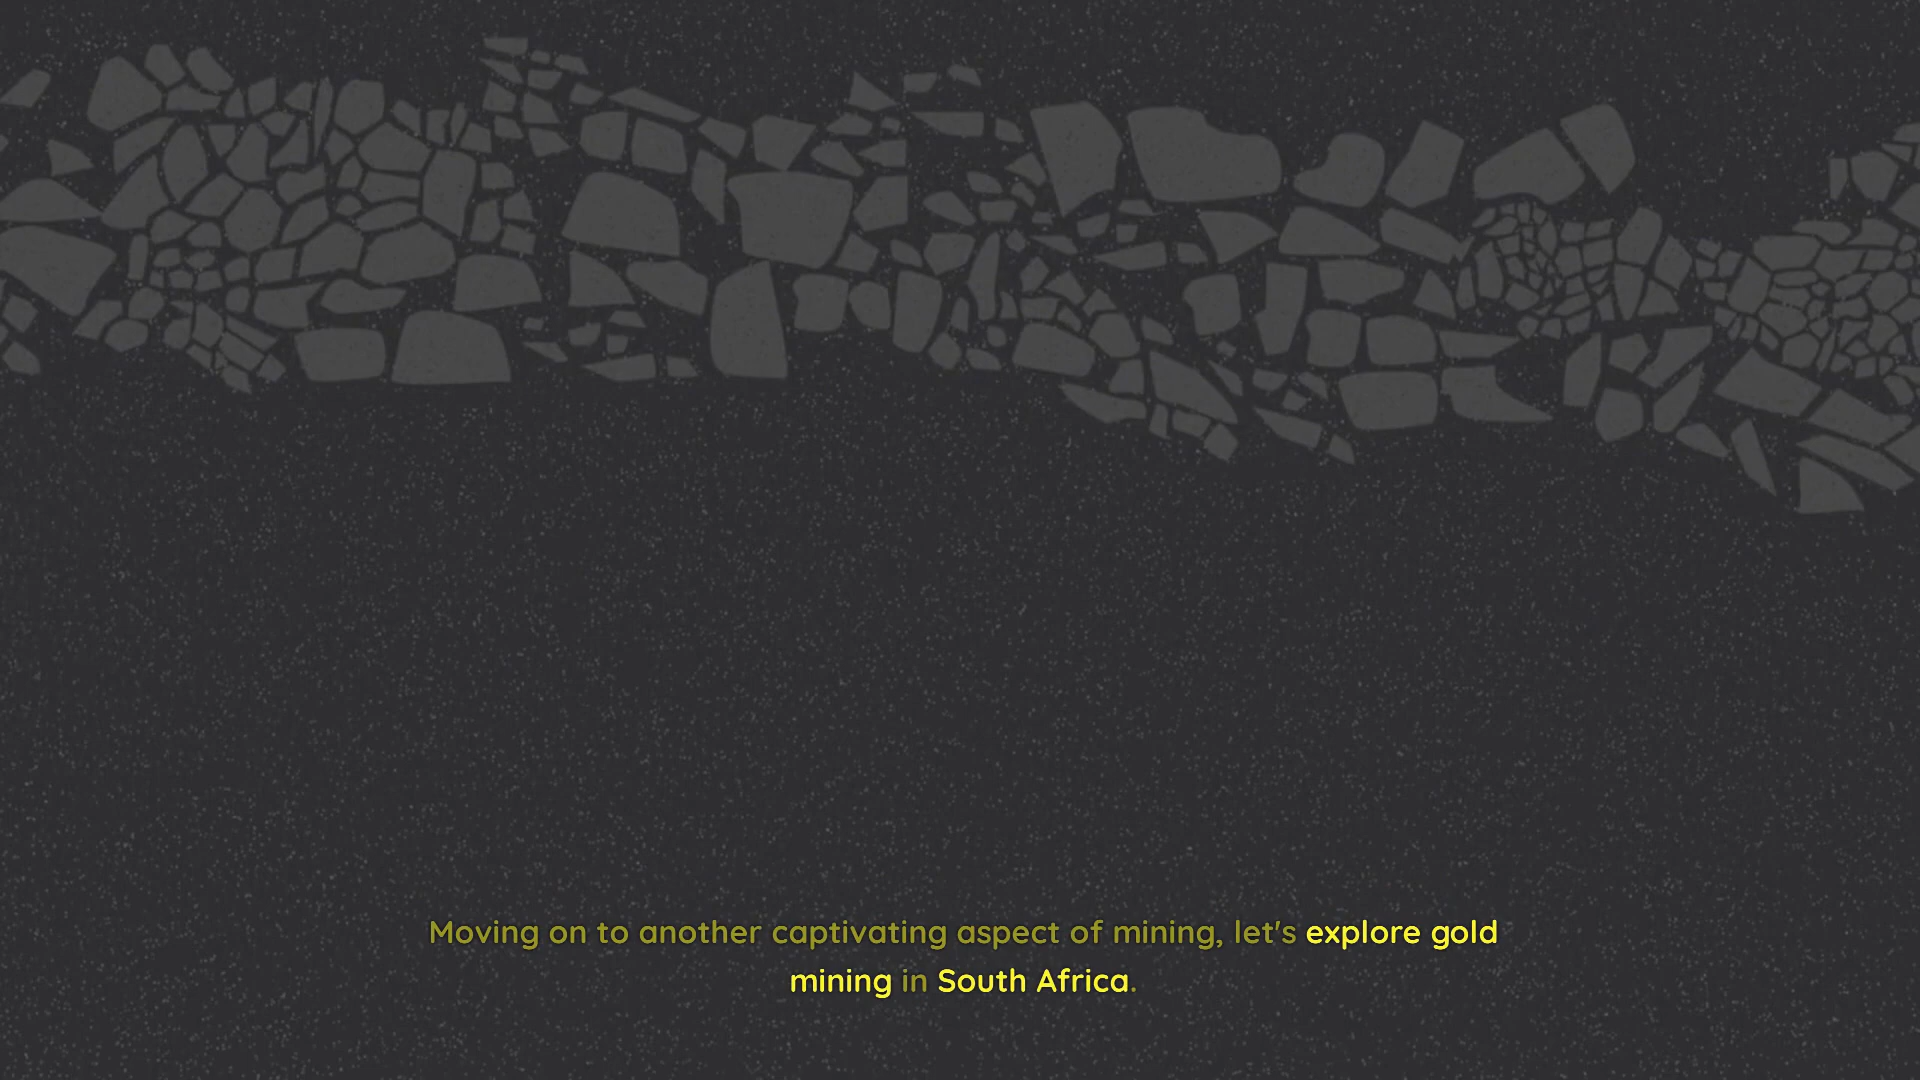 Moving on to another captivating aspect of mining, let's explore gold
mining in South Africa.